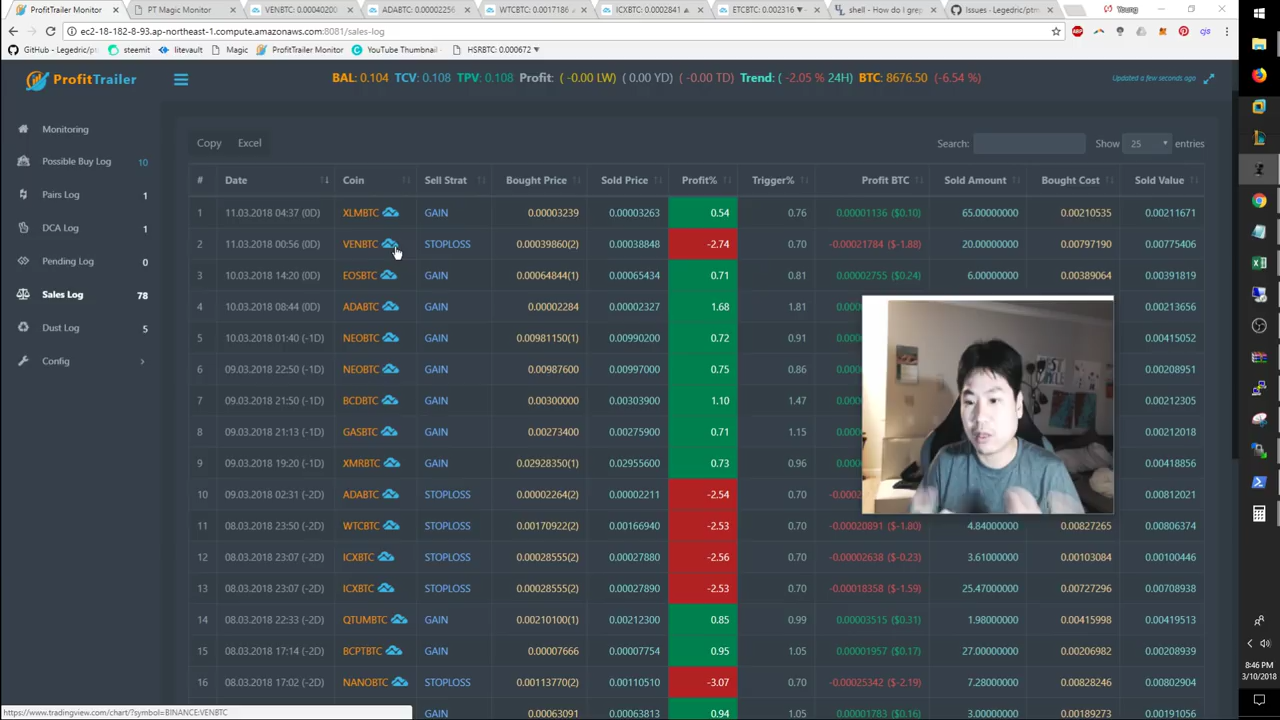 ProfitTrailer Monitor
PT Magic Monitor
VENBTC: 0.00040200
ADABTC: 0.00002256
WTCBTC: 0.0017186
ICXBTC: 0.0002841
ETCBTC: 0.002316
shell - How do I grep
Issues · Legedric/ptm
Young
ec2-18-182-8-93.ap-northeast-1.compute.amazonaws.com:8081/sales-log
GitHub - Legedric/pt
steemit
litevault
Magic
ProfitTrailer Monitor
YouTube Thumbnail
HSRBTC: 0.000672 ▼
ProfitTrailer
BAL: 0.104 TCV: 0.108 TPV: 0.108 Profit: ( -0.00 LW) ( 0.00 YD) ( -0.00 TD) Trend: ( -2.05 % 24H) BTC: 8676.50 (-6.54 %)
Updated a few seconds ago
Monitoring
Possible Buy Log 10
Pairs Log 1
DCA Log 1
Pending Log 0
Sales Log 78
Dust Log 5
Config
Copy Excel Search: Show 25 entries
# Date Coin Sell Strat Bought Price Sold Price Profit% Trigger% Profit BTC Sold Amount Bought Cost Sold Value
1 11.03.2018 04:37 (0D) XLMBTC GAIN 0.00003239 0.00003263 0.54 0.76 0.00001136 ($0.10) 65.00000000 0.00210535 0.00211671
2 11.03.2018 00:56 (0D) VENBTC STOPLOSS 0.00039860(2) 0.00038848 -2.74 0.70 -0.00021784 ($-1.88) 20.00000000 0.00797190 0.00775406
3 10.03.2018 14:20 (0D) EOSBTC GAIN 0.00064844(1) 0.00065434 0.71 0.81 0.00002755 ($0.24) 6.00000000 0.00389064 0.00391819
4 10.03.2018 08:44 (0D) ADABTC GAIN 0.00002284 0.00002327 1.68 1.81 0.00213656
5 10.03.2018 01:40 (-1D) NEOBTC GAIN 0.00981150(1) 0.00990200 0.72 0.91 0.00415052
6 09.03.2018 22:50 (-1D) NEOBTC GAIN 0.00987600 0.00997000 0.75 0.86 0.00208951
7 09.03.2018 21:50 (-1D) BCDBTC GAIN 0.00300000 0.00303900 1.10 1.47 0.00212305
8 09.03.2018 21:13 (-1D) GASBTC GAIN 0.00273400 0.00275900 0.71 1.15 0.00212018
9 09.03.2018 19:20 (-1D) XMRBTC GAIN 0.02928350(1) 0.02955600 0.73 0.96 0.00418856
10 09.03.2018 02:31 (-2D) ADABTC STOPLOSS 0.00002264(2) 0.00002211 -2.54 0.70 0.00812021
11 08.03.2018 23:50 (-2D) WTCBTC STOPLOSS 0.00170922(2) 0.00166940 -2.53 0.70 -0.00020891 ($-1.80) 4.84000000 0.00827265 0.00806374
12 08.03.2018 23:07 (-2D) ICXBTC STOPLOSS 0.00028555(2) 0.00027880 -2.56 0.70 -0.00002638 ($-0.23) 3.61000000 0.00103084 0.00100446
13 08.03.2018 23:07 (-2D) ICXBTC STOPLOSS 0.00028555(2) 0.00027890 -2.53 0.70 -0.00018358 ($-1.59) 25.47000000 0.00727296 0.00708938
14 08.03.2018 22:33 (-2D) QTUMBTC GAIN 0.00210100(1) 0.00212300 0.85 0.99 0.00003515 ($0.31) 1.98000000 0.00415998 0.00419513
15 08.03.2018 17:14 (-2D) BCPTBTC GAIN 0.00007666 0.00007754 0.95 1.05 0.00001957 ($0.17) 27.00000000 0.00206982 0.00208939
16 08.03.2018 17:02 (-2D) NANOBTC STOPLOSS 0.00113770(2) 0.00110510 -3.07 0.70 -0.00025342 ($-2.19) 7.28000000 0.00828246 0.00802904
GAIN 0.00063091 0.94 1.05 0.00001783 ($0.16) 3.00000000 0.00189273 0.00191056
https://www.tradingview.com/chart/?symbol=BINANCE:VENBTC
8:46 PM
3/10/2018